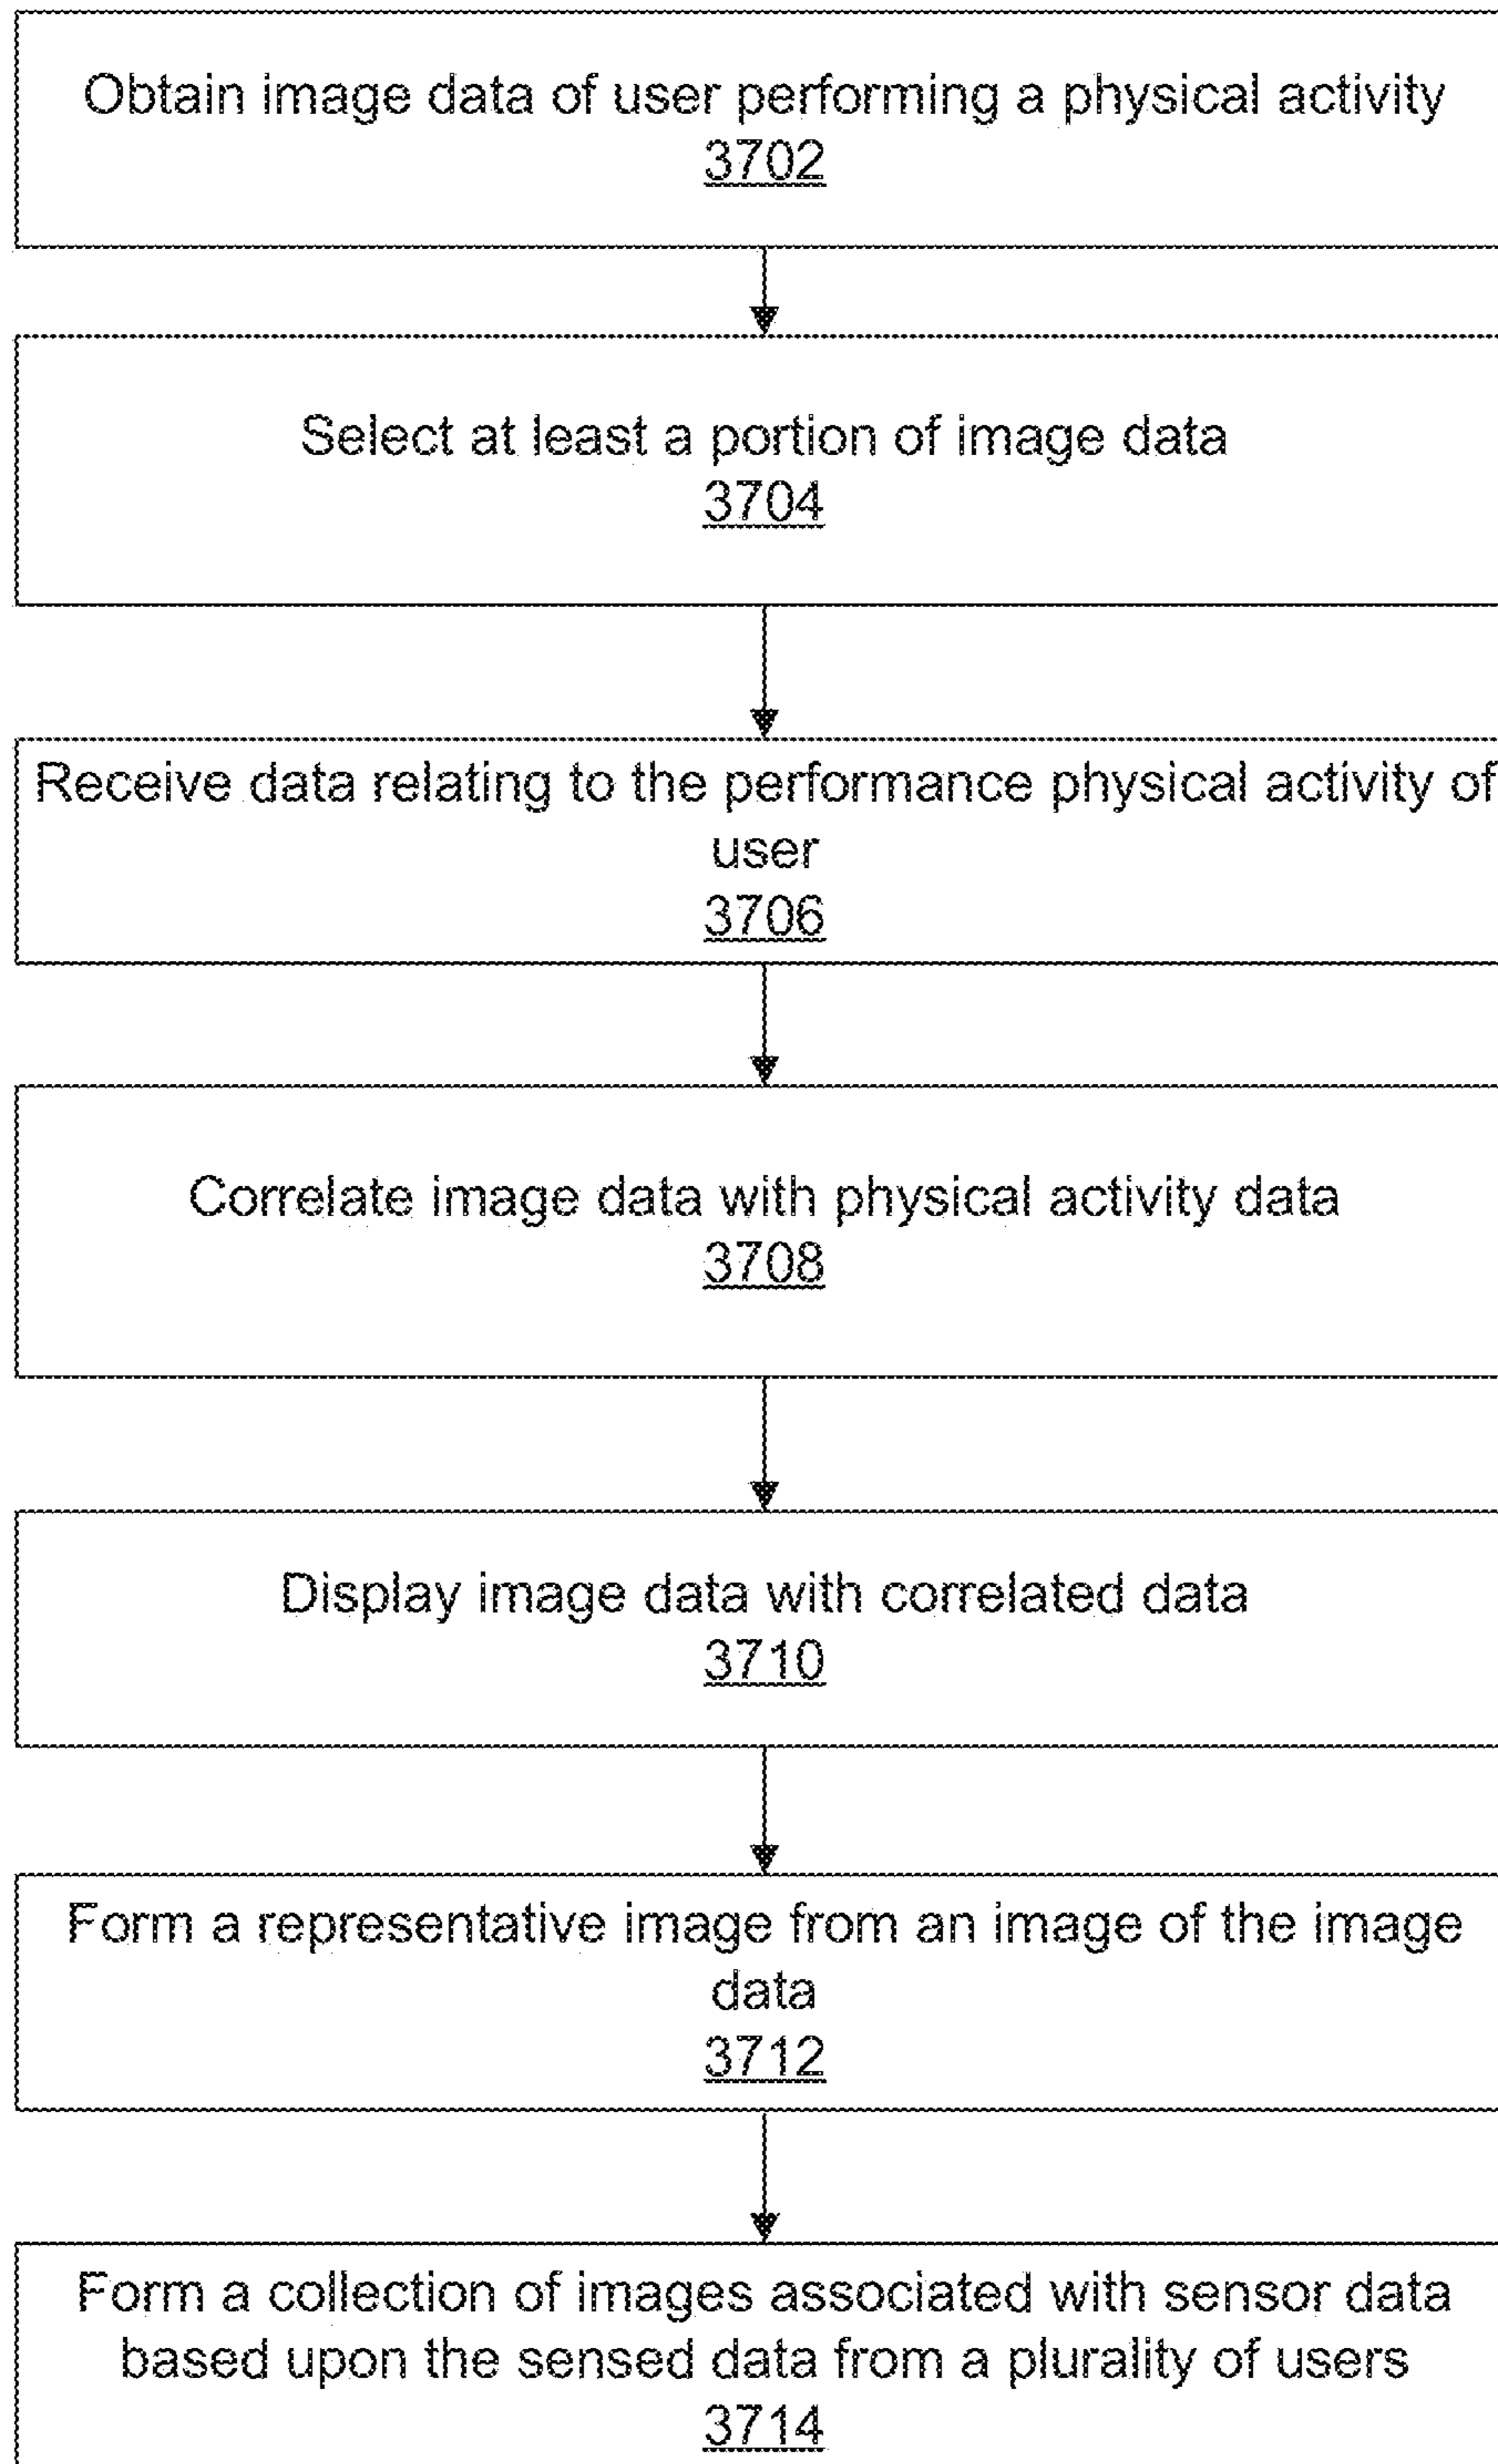 Obtain image data of user performing a physical activity
3702
Select at least a portion of image data
3704
Receive data relating to the performance physical activity of
user
3706
Correlate image data with physical activity data
3708
Display image data with correlated data
3710
Form a representative image from an image of the image
data
3712
Form a collection of images associated with sensor data
based upon the sensed data from a plurality of users
3714